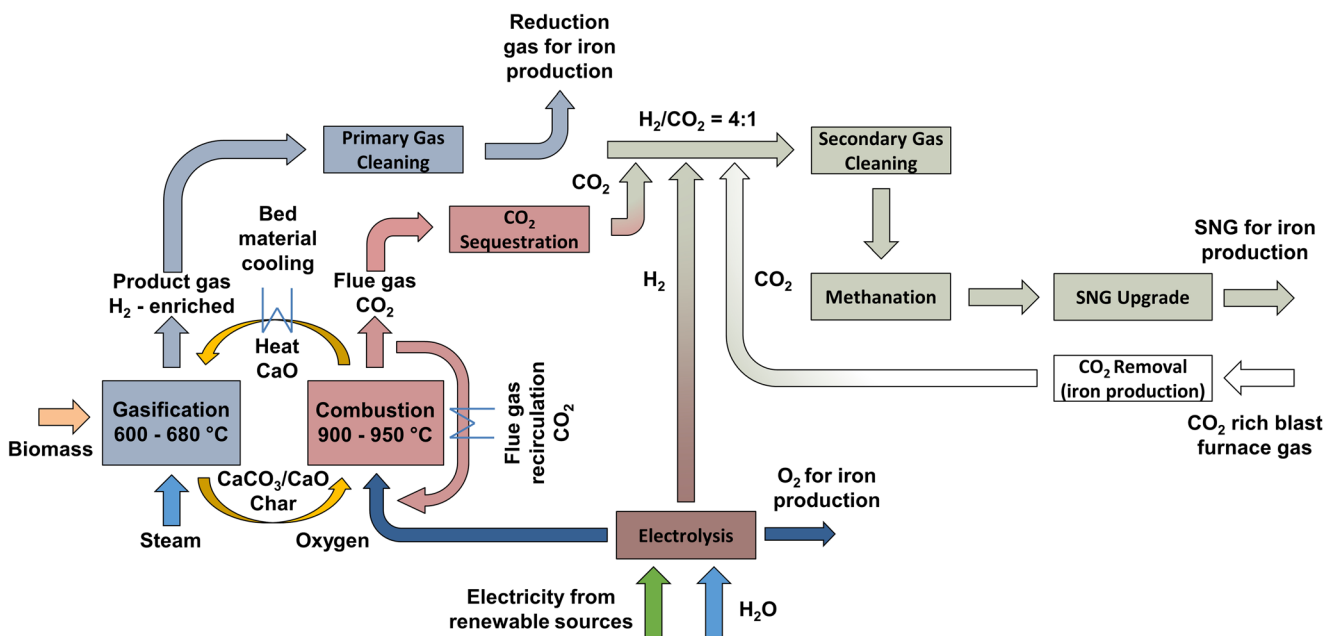 Reduction
gas for iron
production
Primary Gas
Cleaning
H₂/CO₂ = 4:1
Secondary Gas
Cleaning
CO₂
CO₂
Sequestration
Bed
material
cooling
Product gas
H₂ - enriched
Flue gas
CO₂
H₂
CO₂
Methanation
SNG Upgrade
SNG for iron
production
Heat
CaO
Gasification
600 - 680 °C
Combustion
900 - 950 °C
Flue gas
recirculation
CO₂
CO₂ Removal
(iron production)
CO₂ rich blast
furnace gas
Biomass
CaCO₃/CaO
Char
Steam
Oxygen
Electrolysis
O₂ for iron
production
Electricity from
renewable sources
H₂O